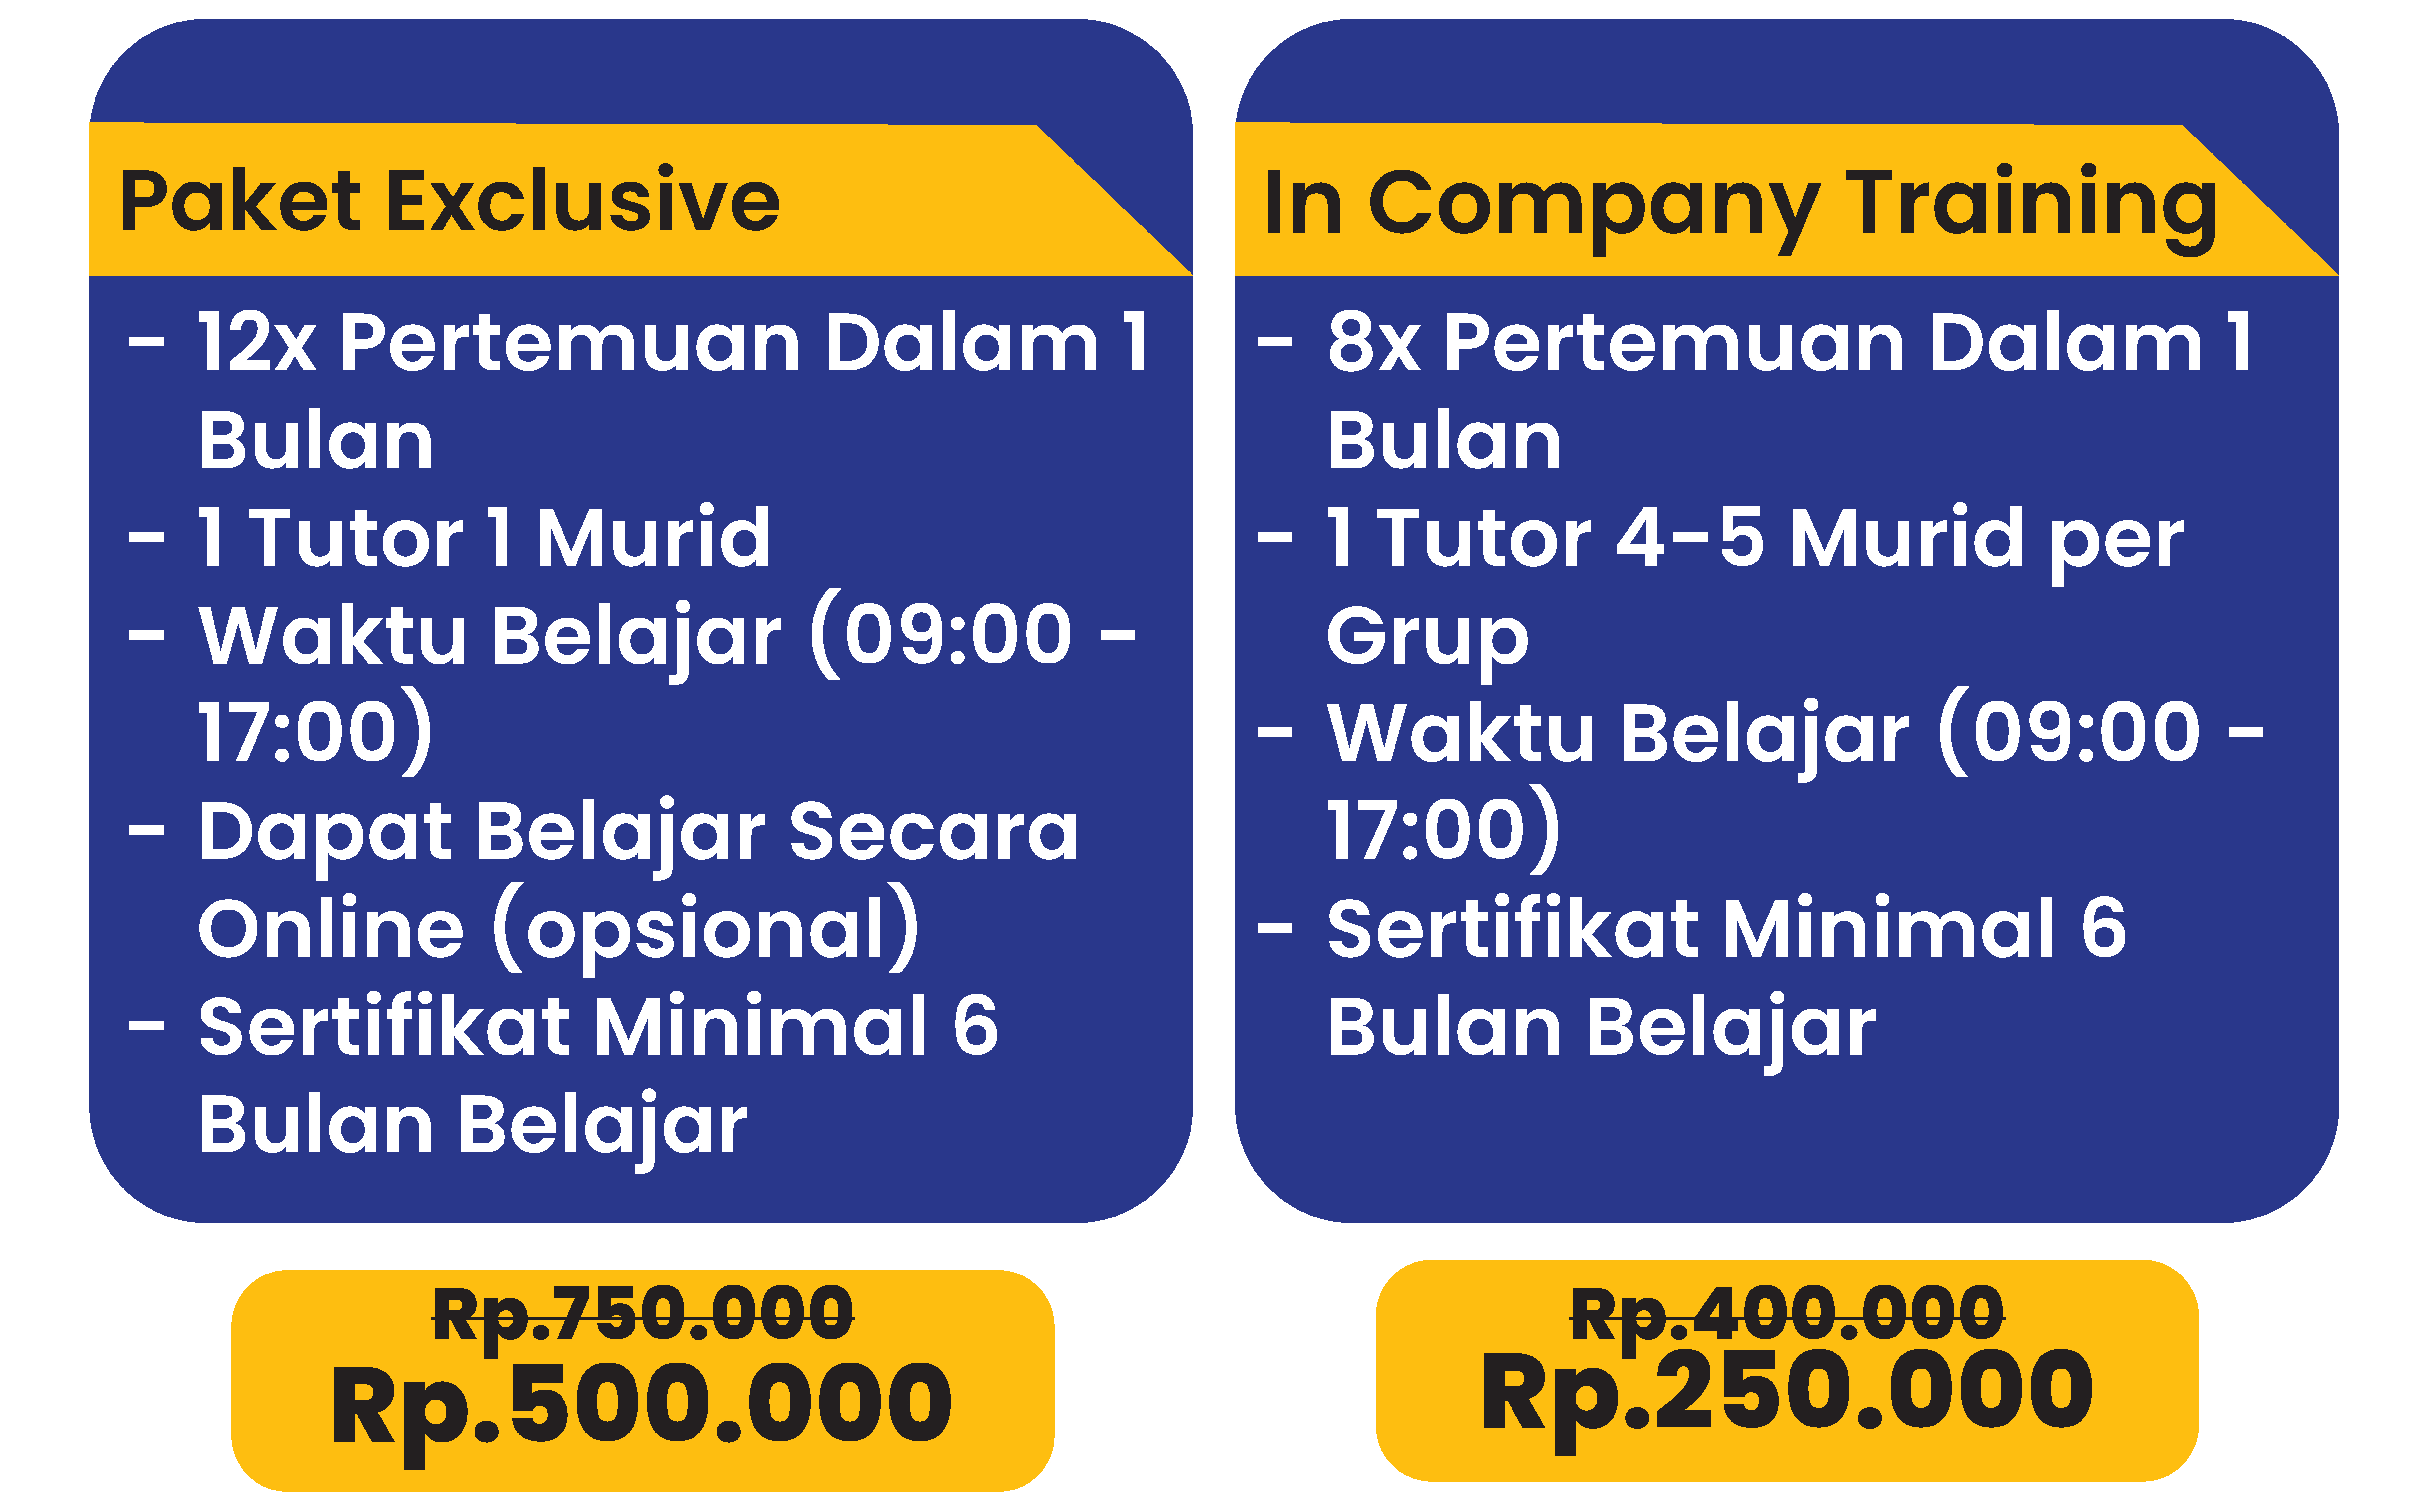 Paket Exclusive
- 12x Pertemuan Dalam 1
Bulan
- 1 Tutor 1 Murid
- Waktu Belajar (09:00 -
17:00)
- Dapat Belajar Secara
Online (opsional)
- Sertifikat Minimal 6
Bulan Belajar
Rp.750.000
Rp.500.000
In Company Training
- 8x Pertemuan Dalam 1
Bulan
- 1 Tutor 4-5 Murid per
Grup
- Waktu Belajar (09:00 -
17:00)
- Sertifikat Minimal 6
Bulan Belajar
Rp.400.000
Rp.250.000